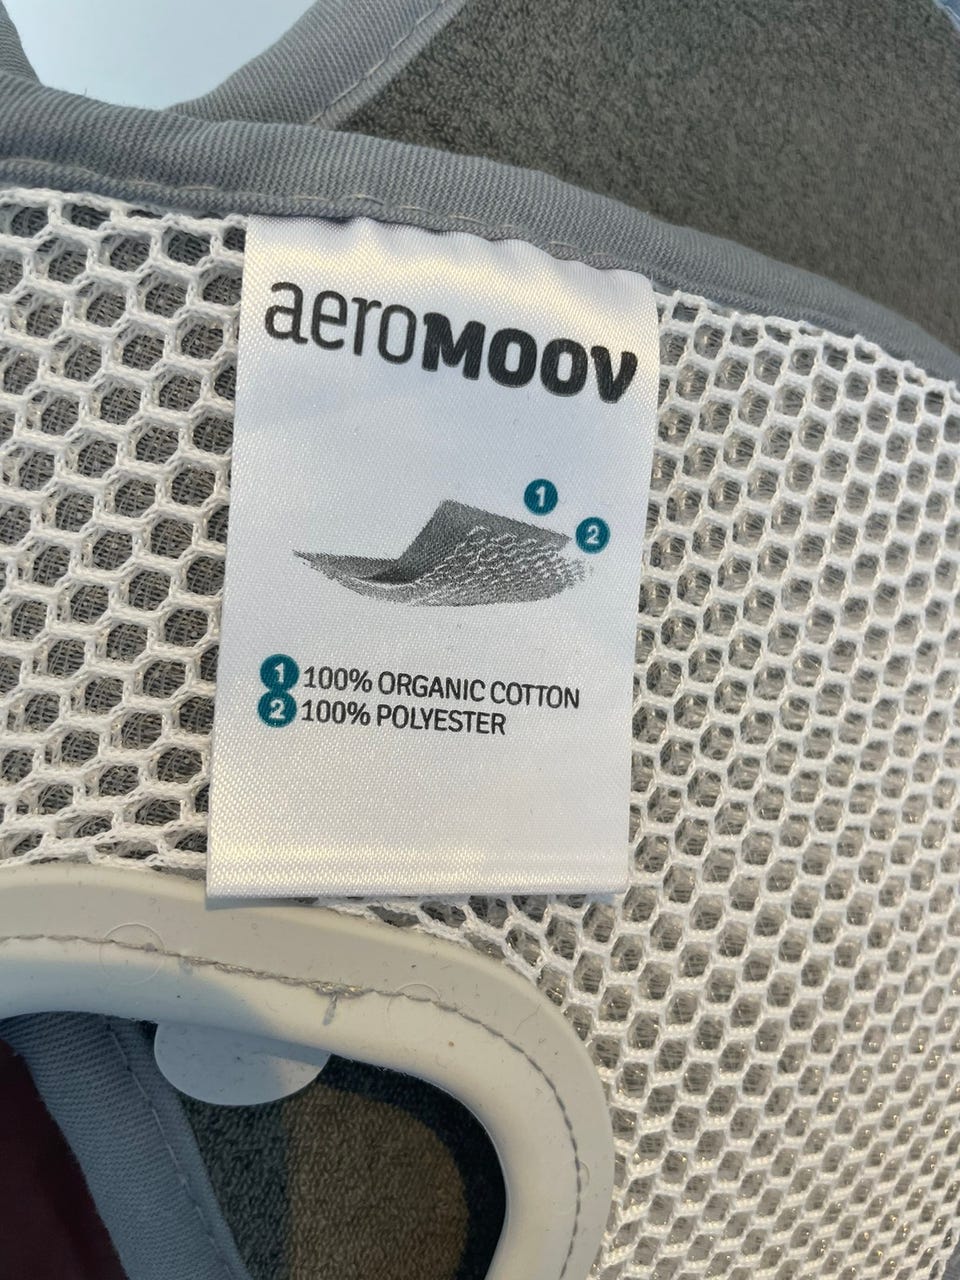 aeroMOOV
1
2
1 100% ORGANIC COTTON
2 100% POLYESTER